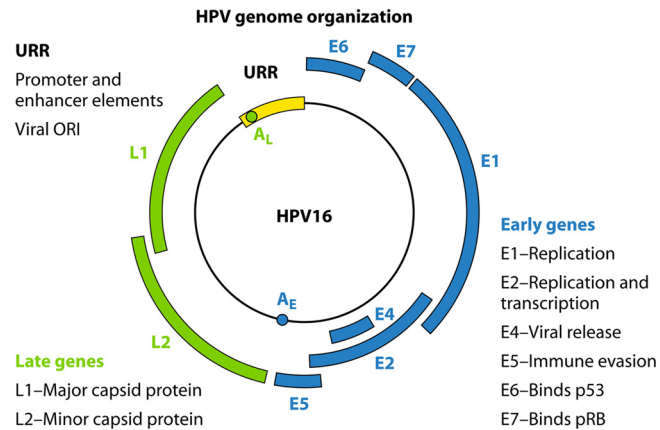 HPV genome organization
URR
Promoter and
enhancer elements
Viral ORI
URR
E6
E7
A_L
L1
E1
HPV16
A_E
E4
L2
E2
E5
Early genes
E1–Replication
E2–Replication and
transcription
E4–Viral release
E5–Immune evasion
E6–Binds p53
E7–Binds pRB
Late genes
L1–Major capsid protein
L2–Minor capsid protein